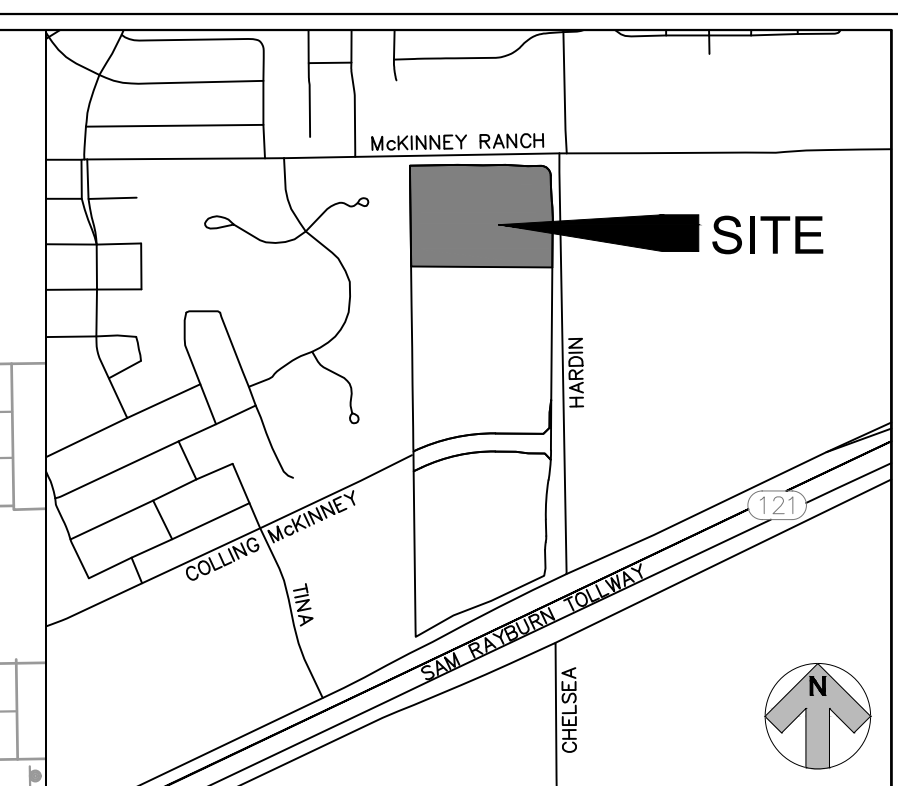 McKINNEY RANCH
SITE
HARDIN
121
COLLING McKINNEY
TINA
SAM RAYBURN TOLLWAY
CHELSEA
N